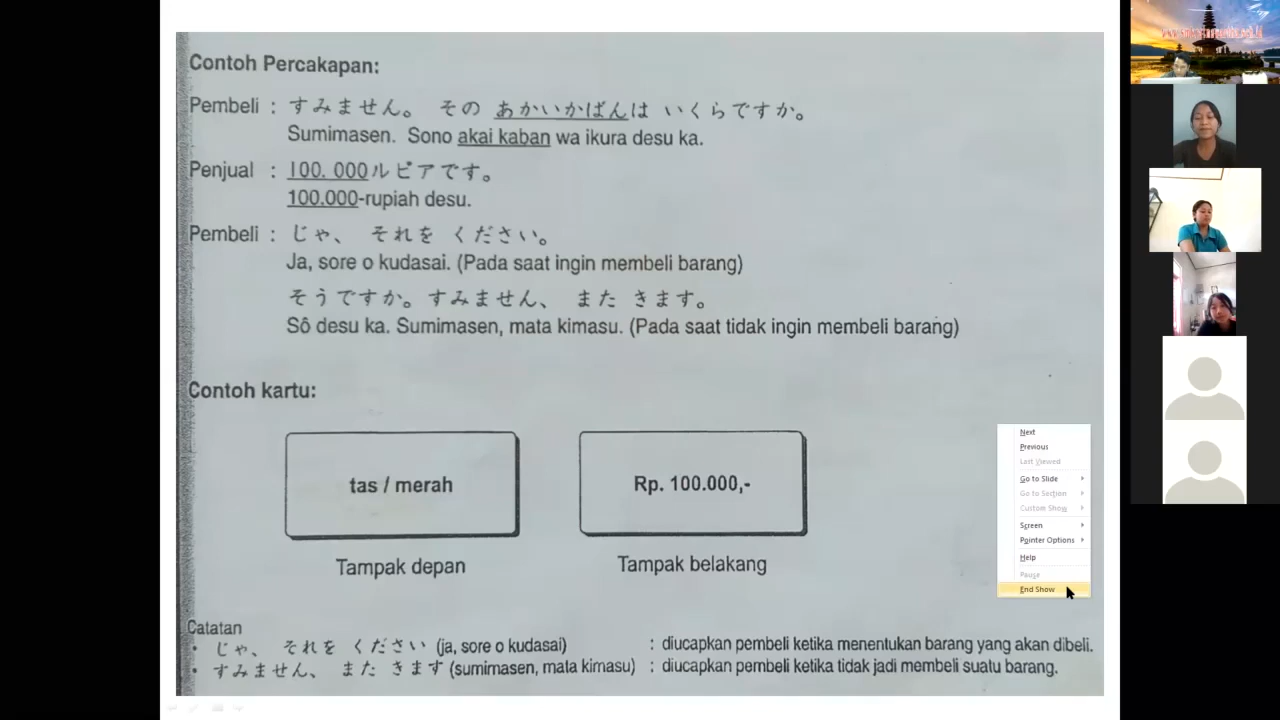 Contoh Percakapan:
Pembeli : すみません。 その あかいかばんは いくらですか。
Sumimasen. Sono akai kaban wa ikura desu ka.
Penjual : 100.000ルピアです。
100.000-rupiah desu.
Pembeli : じゃ、 それを ください。
Ja, sore o kudasai. (Pada saat ingin membeli barang)
そうですか。すみません、 また きます。
Sô desu ka. Sumimasen, mata kimasu. (Pada saat tidak ingin membeli barang)
Contoh kartu:
tas / merah
Rp. 100.000,-
Tampak depan
Tampak belakang
Catatan
• じゃ、 それを ください (ja, sore o kudasai) : diucapkan pembeli ketika menentukan barang yang akan dibeli.
• すみません、 また きます (sumimasen, mata kimasu) : diucapkan pembeli ketika tidak jadi membeli suatu barang.
Next
Previous
Last Viewed
Go to Slide
Go to Section
Custom Show
Screen
Pointer Options
Help
Pause
End Show